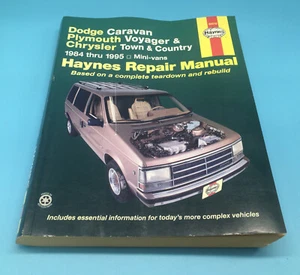 Dodge Caravan
Plymouth Voyager &
Chrysler Town & Country
1984 thru 1995 □ Mini-vans
Haynes
Haynes Repair Manual
Based on a complete teardown and rebuild
Includes essential information for today's more complex vehicles